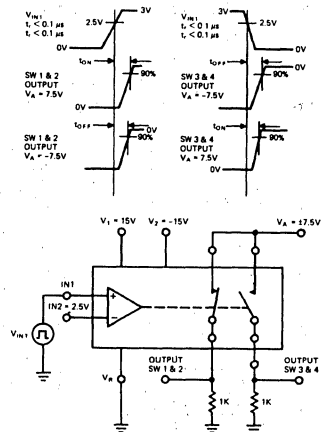 VIN1
tr < 0.1 µs
tf < 0.1 µs
3V
2.5V
0V
tON
SW 1 & 2
OUTPUT
VA = 7.5V
90%
0V
tOFF
0V
SW 1 & 2
OUTPUT
VA = -7.5V
90%
VIN1
tr < 0.1 µs
tf < 0.1 µs
3V
2.5V
0V
tOFF
0V
SW 3 & 4
OUTPUT
VA = -7.5V
90%
tON
SW 3 & 4
OUTPUT
VA = 7.5V
90%
0V
V1 = 15V
V2 = -15V
VA = ±7.5V
IN1
IN2 = 2.5V
+
−
VIN1
VR
OUTPUT
SW 1 & 2
OUTPUT
SW 3 & 4
1K
1K